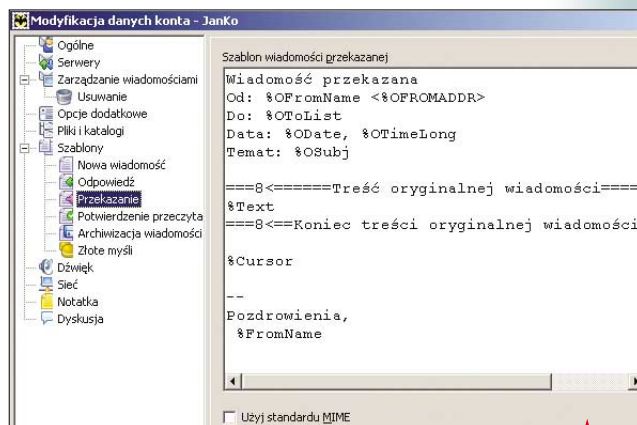 Modyfikacja danych konta - JanKo
Ogólne
Serwery
Zarządzanie wiadomościami
Usuwanie
Opcje dodatkowe
Pliki i katalogi
Szablony
Nowa wiadomość
Odpowiedź
Przekazanie
Potwierdzenie przeczyta
Archiwizacja wiadomości
Złote myśli
Dźwięk
Sieć
Notatka
Dyskusja
Szablon wiadomości przekazanej
Wiadomość przekazana
Od: %OFromName <%OFROMADDR>
Do: %OToList
Data: %ODate, %OTimeLong
Temat: %OSubj
===8<======Treść oryginalnej wiadomości====
%Text
===8<==Koniec treści oryginalnej wiadomości
%Cursor
--
Pozdrowienia,
%FromName
Użyj standardu MIME